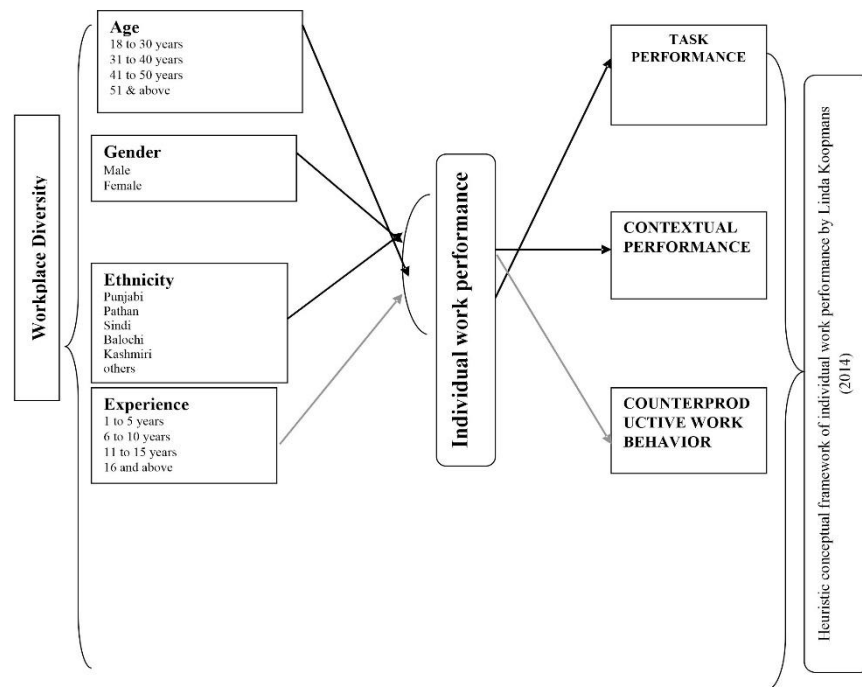 Workplace Diversity
Age
18 to 30 years
31 to 40 years
41 to 50 years
51 & above
Gender
Male
Female
Ethnicity
Punjabi
Pathan
Sindi
Balochi
Kashmiri
others
Experience
1 to 5 years
6 to 10 years
11 to 15 years
16 and above
Individual work performance
TASK
PERFORMANCE
CONTEXTUAL
PERFORMANCE
COUNTERPROD
UCTIVE WORK
BEHAVIOR
Heuristic conceptual framework of individual work performance by Linda Koopmans
(2014)